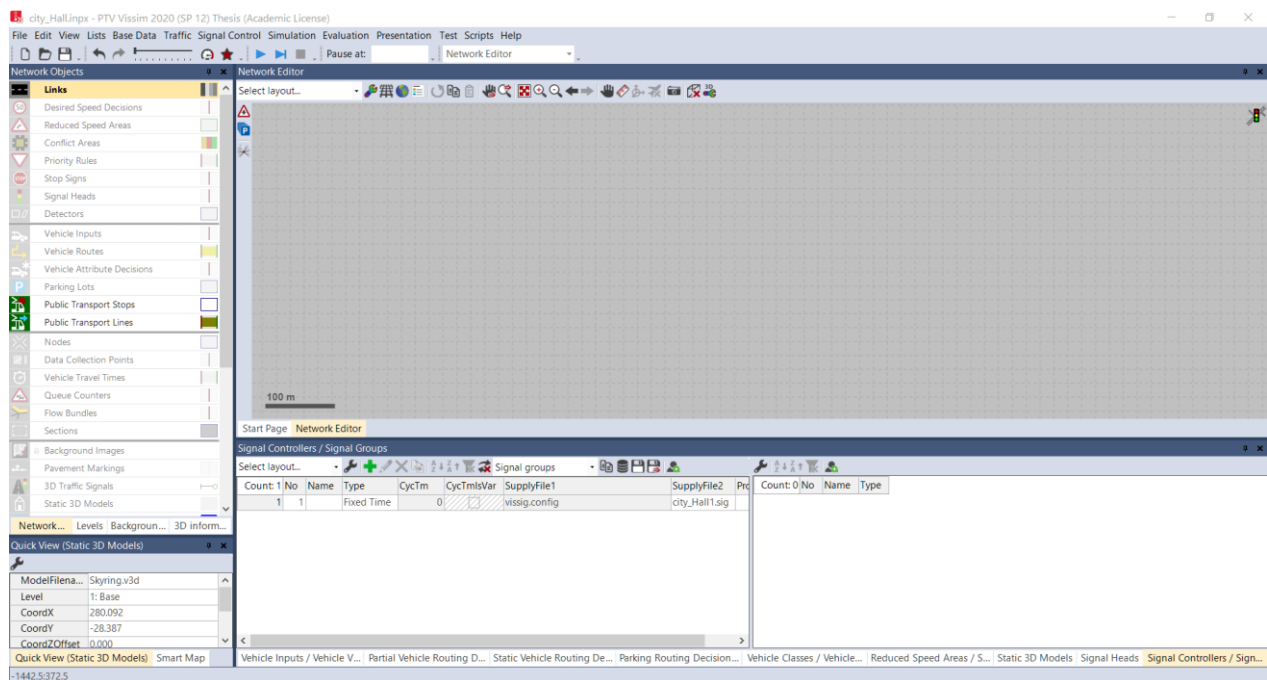 city_Hall.inpx - PTV Vissim 2020 (SP 12) Thesis (Academic License)
File Edit View Lists Base Data Traffic Signal Control Simulation Evaluation Presentation Test Scripts Help
Pause at: Network Editor
Network Objects
Links
Desired Speed Decisions
Reduced Speed Areas
Conflict Areas
Priority Rules
Stop Signs
Signal Heads
Detectors
Vehicle Inputs
Vehicle Routes
Vehicle Attribute Decisions
Parking Lots
Public Transport Stops
Public Transport Lines
Nodes
Data Collection Points
Vehicle Travel Times
Queue Counters
Flow Bundles
Sections
Background Images
Pavement Markings
3D Traffic Signals
Static 3D Models
Network... Levels Backgroun... 3D inform...
Quick View (Static 3D Models)
ModelFilena... Skyring.v3d
Level 1: Base
CoordX 280.092
CoordY -28.387
CoordZOffset 0.000
Quick View (Static 3D Models) Smart Map
-1442.5:372.5
Network Editor
Select layout...
100 m
Start Page Network Editor
Signal Controllers / Signal Groups
Select layout... Signal groups
Count: 1 No Name Type CycTm CycTmIsVar SupplyFile1 SupplyFile2 Prc
1 1 Fixed Time 0 vissig.config city_Hall1.sig
Count: 0 No Name Type
Vehicle Inputs / Vehicle V... Partial Vehicle Routing D... Static Vehicle Routing De... Parking Routing Decision... Vehicle Classes / Vehicle... Reduced Speed Areas / S... Static 3D Models Signal Heads Signal Controllers / Sign...